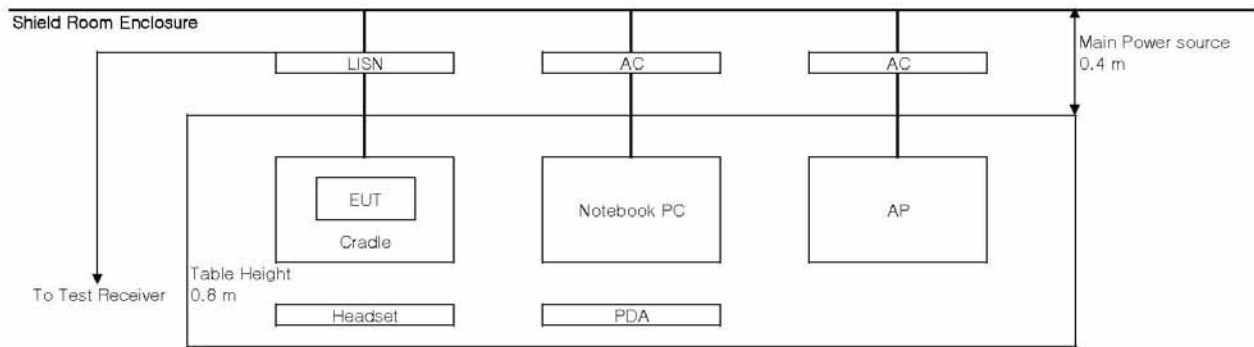 Shield Room Enclosure
LISN
AC
AC
Main Power source
0.4 m
EUT
Cradle
Notebook PC
AP
Table Height
0.8 m
To Test Receiver
Headset
PDA